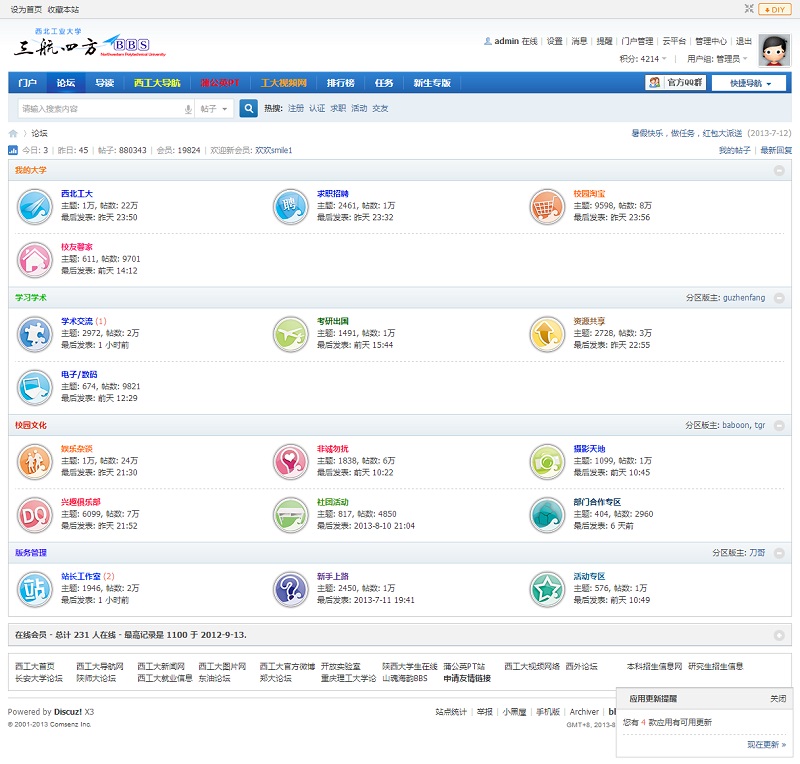 设为首页 收藏本站
DIY
西北工业大学
三航四方 BBS
Northwestern Polytechnical University
admin 在线 | 设置 | 消息 | 提醒 | 门户管理 | 云平台 | 管理中心 | 退出
积分: 4214 | 用户组: 管理员
门户 论坛 导读 西工大导航 蒲公英PT 工大视频网 排行榜 任务 新生专版 官方QQ群 快捷导航
请输入搜索内容 帖子 热搜: 注册 认证 求职 活动 交友
论坛 暑假快乐，做任务，红包大派送 (2013-7-12)
今日: 3 | 昨日: 45 | 帖子: 880343 | 会员: 19824 | 欢迎新会员: 欢欢smile1 我的帖子 | 最新回复
我的大学
西北工大
主题: 1万, 帖数: 22万
最后发表: 昨天 23:50
聘
求职招聘
主题: 2461, 帖数: 1万
最后发表: 昨天 23:32
校园淘宝
主题: 9598, 帖数: 8万
最后发表: 昨天 23:56
校友馨家
主题: 611, 帖数: 9701
最后发表: 前天 14:12
学习学术 分区版主: guzhenfang
学术交流 (1)
主题: 2972, 帖数: 2万
最后发表: 1 小时前
考研出国
主题: 1491, 帖数: 1万
最后发表: 前天 15:44
资源共享
主题: 2728, 帖数: 3万
最后发表: 昨天 22:55
电子/数码
主题: 674, 帖数: 9821
最后发表: 前天 12:29
校园文化 分区版主: baboon, tgr
娱乐杂谈
主题: 1万, 帖数: 24万
最后发表: 昨天 21:30
非诚勿扰
主题: 1838, 帖数: 6万
最后发表: 前天 10:22
摄影天地
主题: 1099, 帖数: 1万
最后发表: 前天 10:45
兴趣俱乐部
主题: 6099, 帖数: 7万
最后发表: 昨天 21:52
社团活动
主题: 817, 帖数: 4850
最后发表: 2013-8-10 21:04
部门合作专区
主题: 404, 帖数: 2960
最后发表: 6 天前
版务管理 分区版主: 刀哥
站
站长工作室 (2)
主题: 1946, 帖数: 2万
最后发表: 1 小时前
新手上路
主题: 2450, 帖数: 1万
最后发表: 2013-7-11 19:41
活动专区
主题: 576, 帖数: 1万
最后发表: 前天 10:49
在线会员 - 总计 231 人在线 - 最高记录是 1100 于 2012-9-13.
西工大首页 西工大导航网 西工大新闻网 西工大图片网 西工大官方微博 开放实验室 陕西大学生在线 蒲公英PT站 西工大视频网络 西外论坛 本科招生信息网 研究生招生信息
长安大学论坛 陕师大论坛 西工大就业信息 东油论坛 郑大论坛 重庆理工大学论 山魂海韵BBS 申请友情链接
Powered by Discuz! X3
© 2001-2013 Comsenz Inc.
站点统计 | 举报 | 小黑屋 | 手机版 | Archiver |
GMT+8, 2013-8
应用更新提醒 关闭
您有 4 款应用有可用更新
现在更新 »